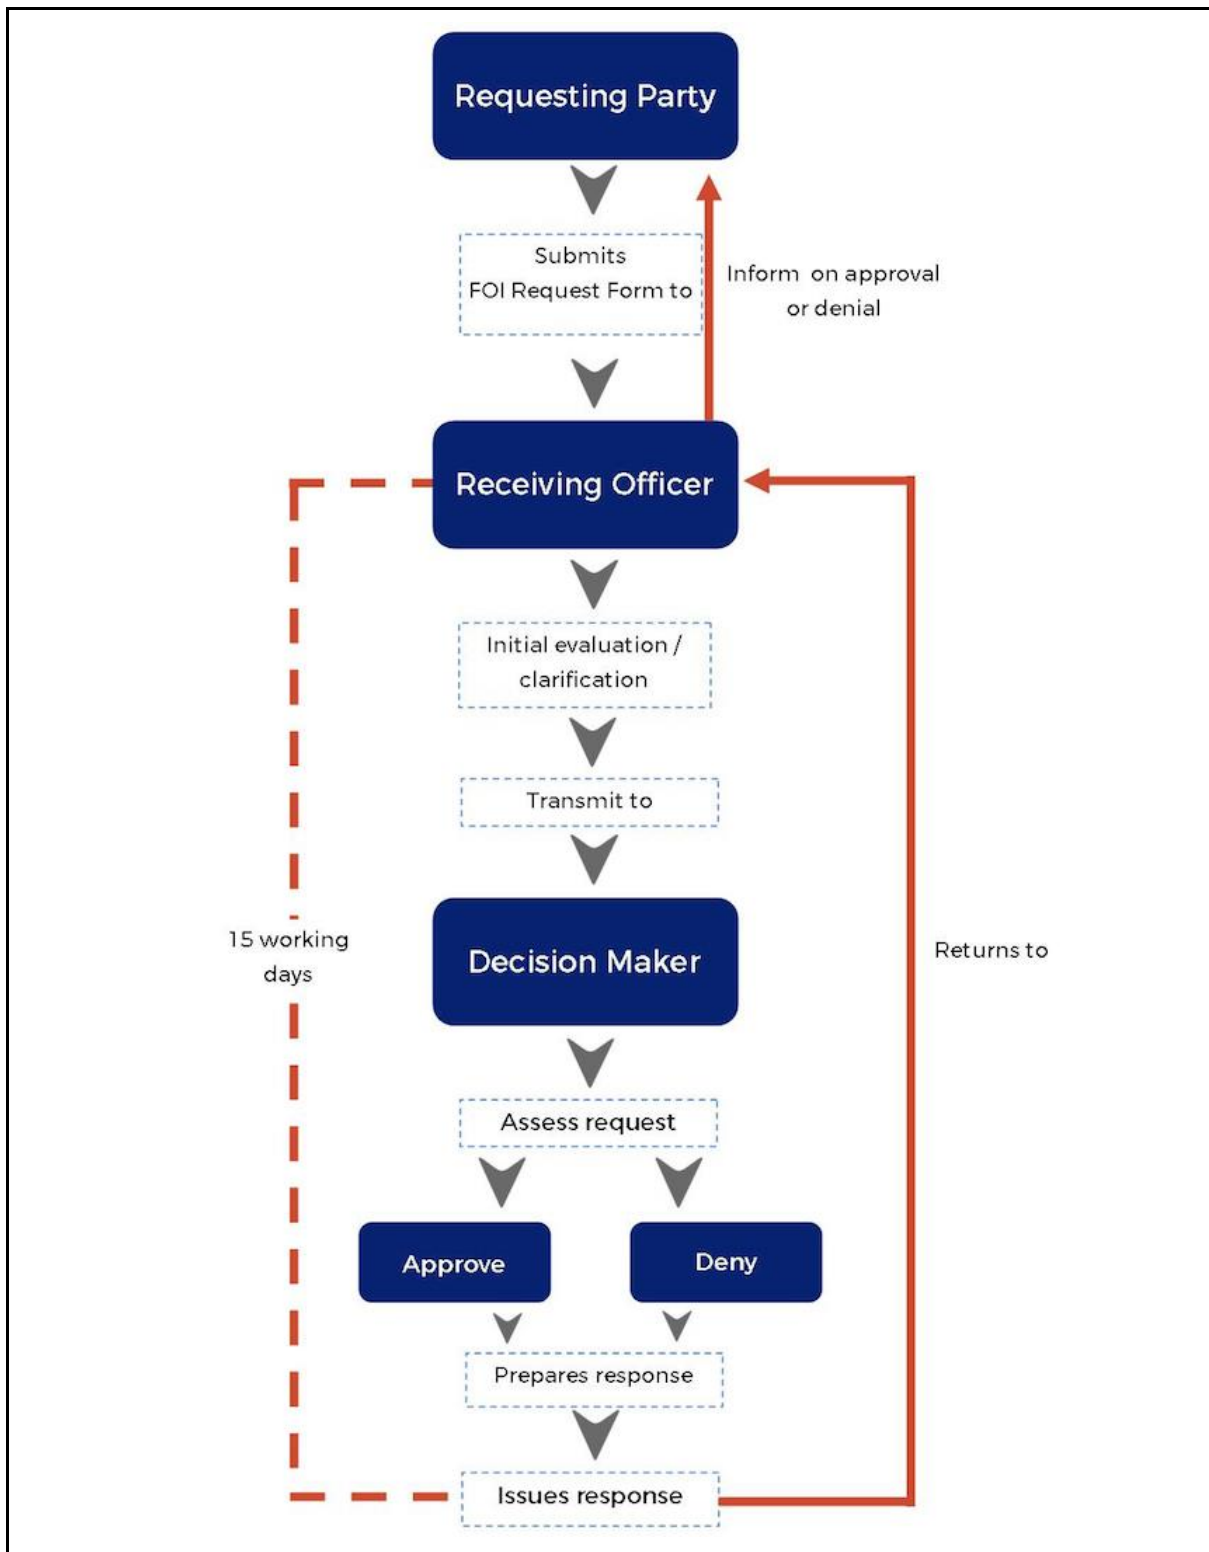 Requesting Party
Submits
FOI Request Form to
Inform on approval
or denial
Receiving Officer
Initial evaluation /
clarification
Transmit to
15 working
days
Decision Maker
Returns to
Assess request
Approve
Deny
Prepares response
Issues response